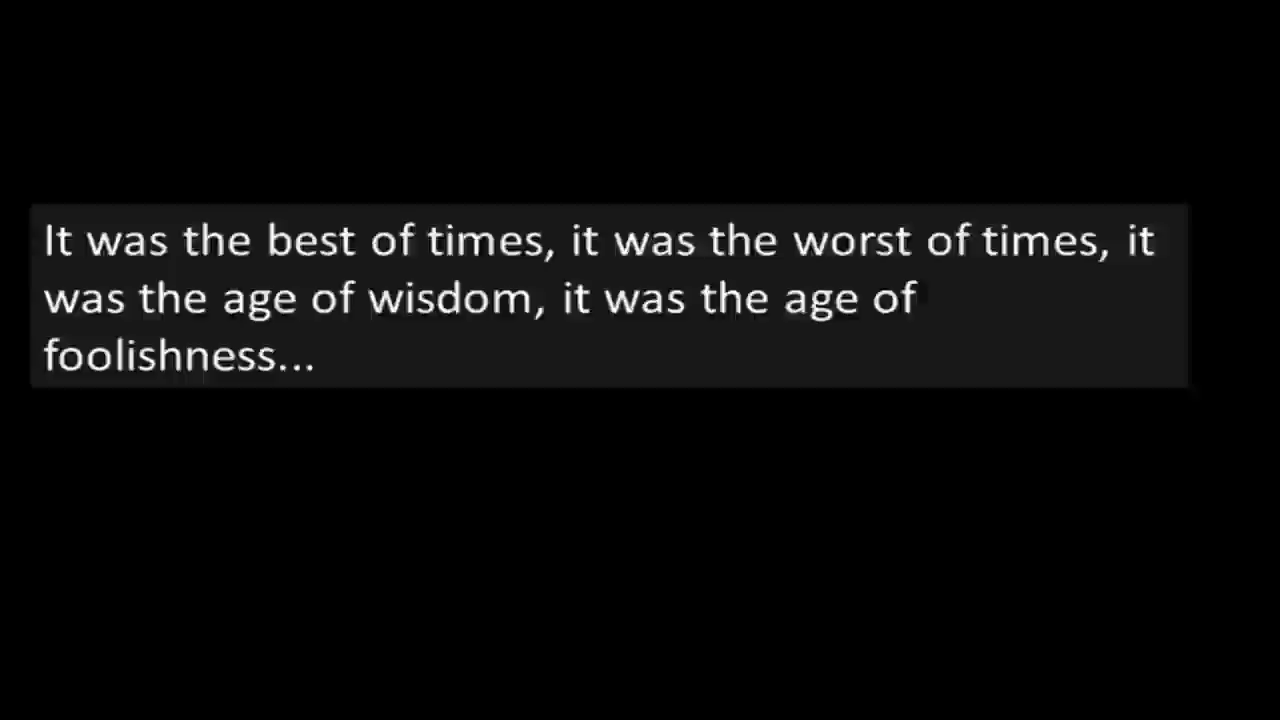 It was the best of times, it was the worst of times, it
was the age of wisdom, it was the age of
foolishness...